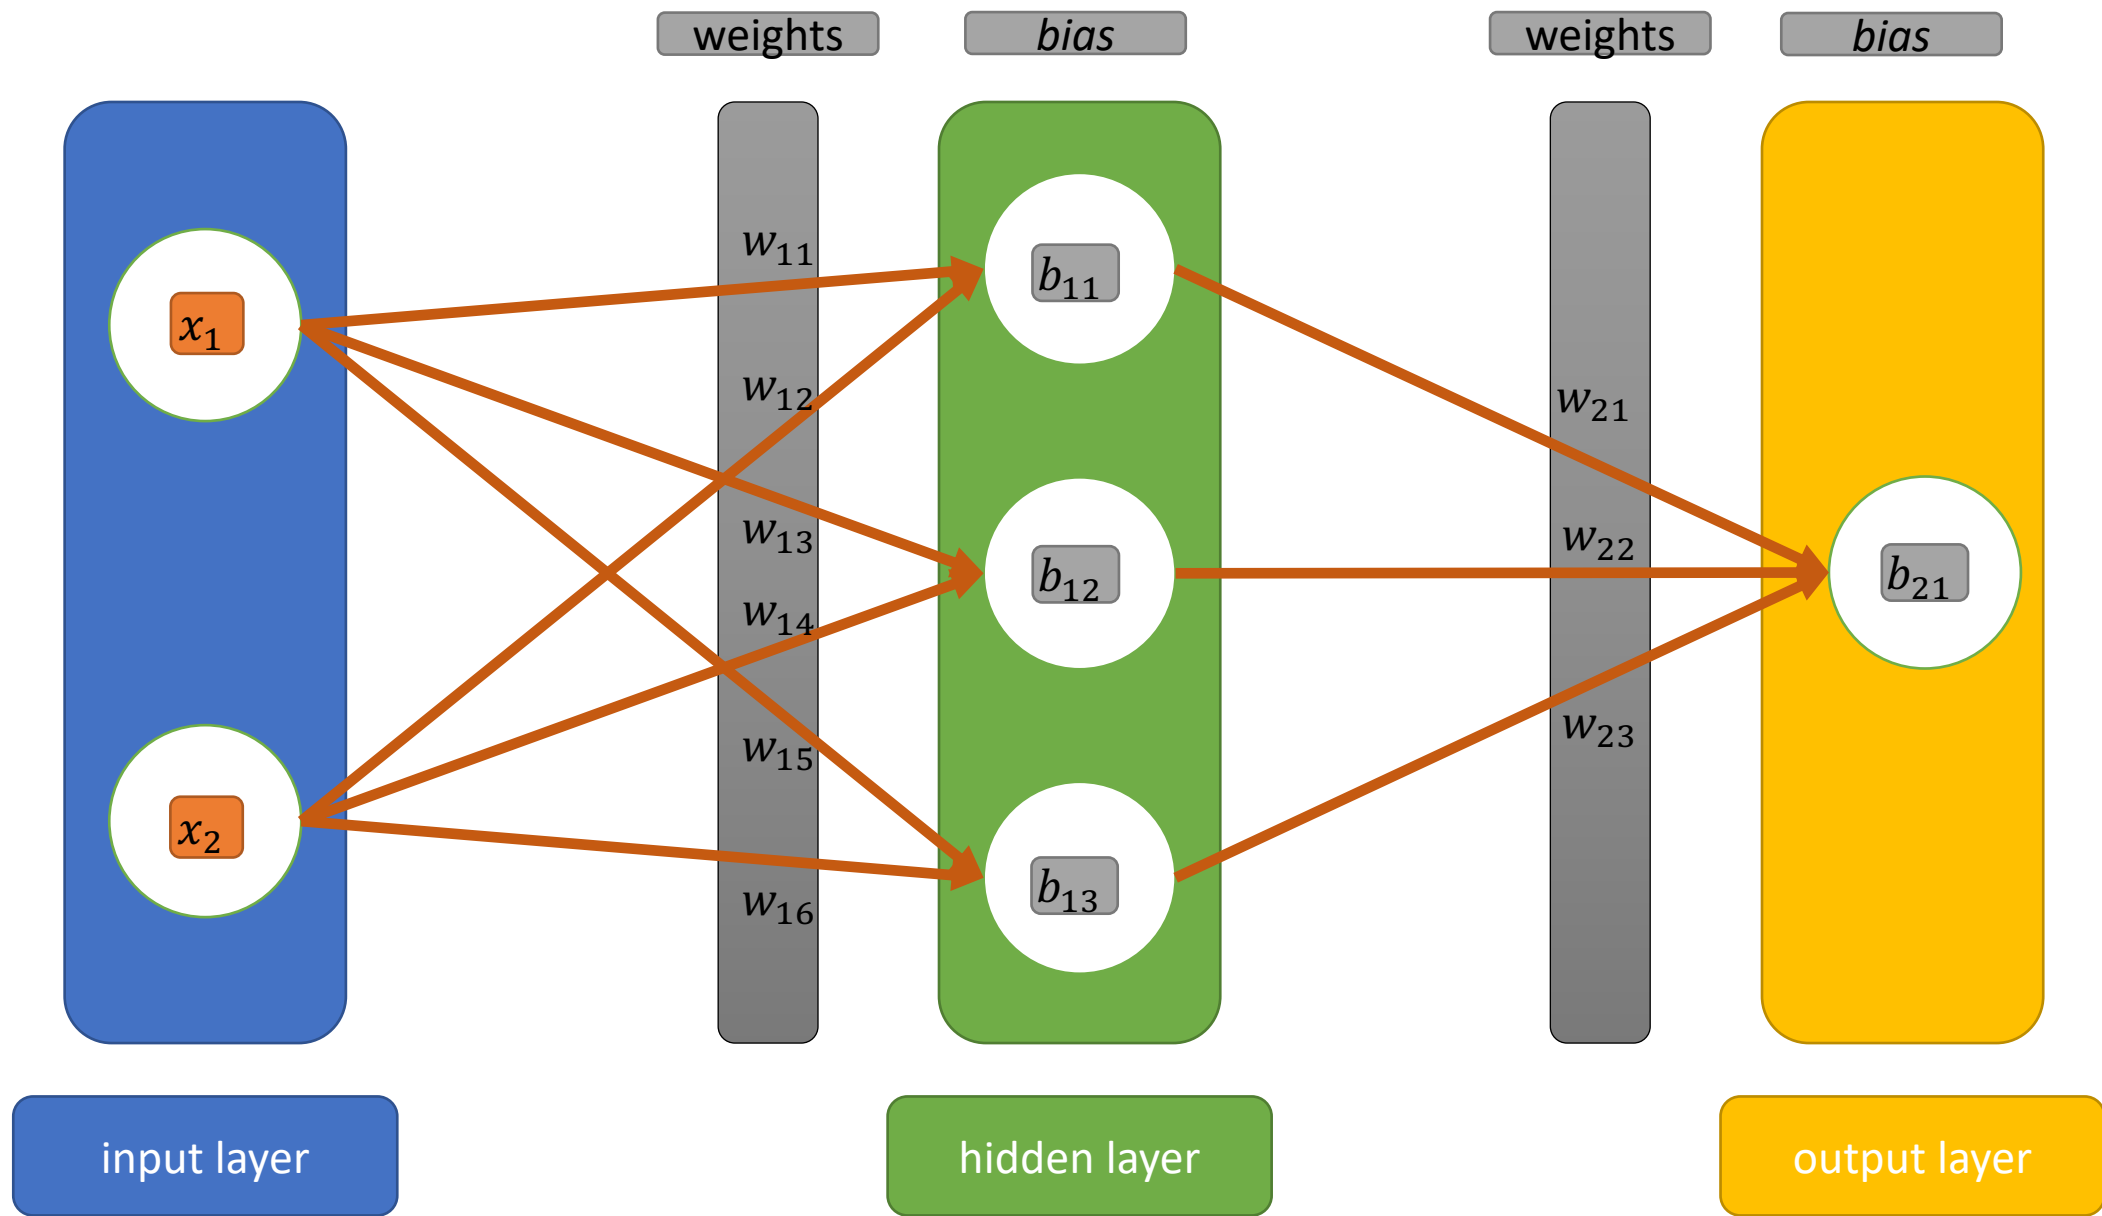 weights
bias
weights
bias
x₁
x₂
w₁₁
w₁₂
w₁₃
w₁₄
w₁₅
w₁₆
b₁₁
b₁₂
b₁₃
w₂₁
w₂₂
w₂₃
b₂₁
input layer
hidden layer
output layer